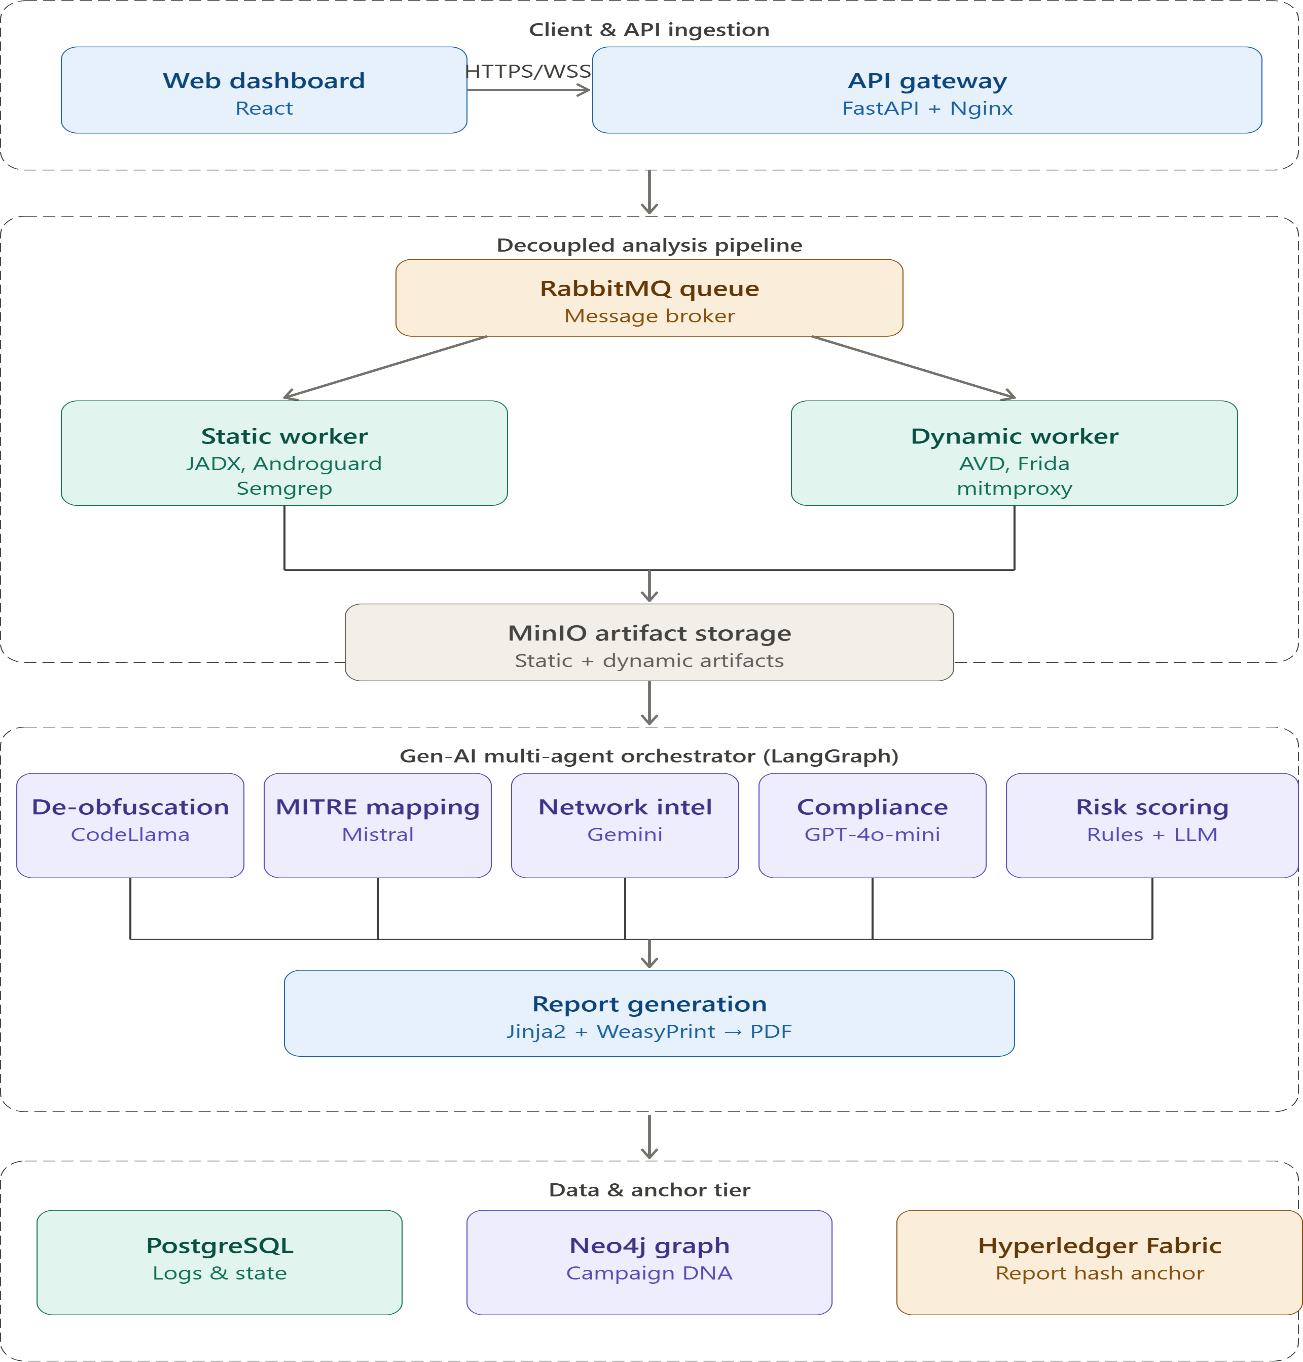 Client & API ingestion
Web dashboard
React
HTTPS/WSS
API gateway
FastAPI + Nginx
Decoupled analysis pipeline
RabbitMQ queue
Message broker
Static worker
JADX, Androguard
Semgrep
Dynamic worker
AVD, Frida
mitmproxy
MinIO artifact storage
Static + dynamic artifacts
Gen-AI multi-agent orchestrator (LangGraph)
De-obfuscation
CodeLlama
MITRE mapping
Mistral
Network intel
Gemini
Compliance
GPT-4o-mini
Risk scoring
Rules + LLM
Report generation
Jinja2 + WeasyPrint → PDF
Data & anchor tier
PostgreSQL
Logs & state
Neo4j graph
Campaign DNA
Hyperledger Fabric
Report hash anchor